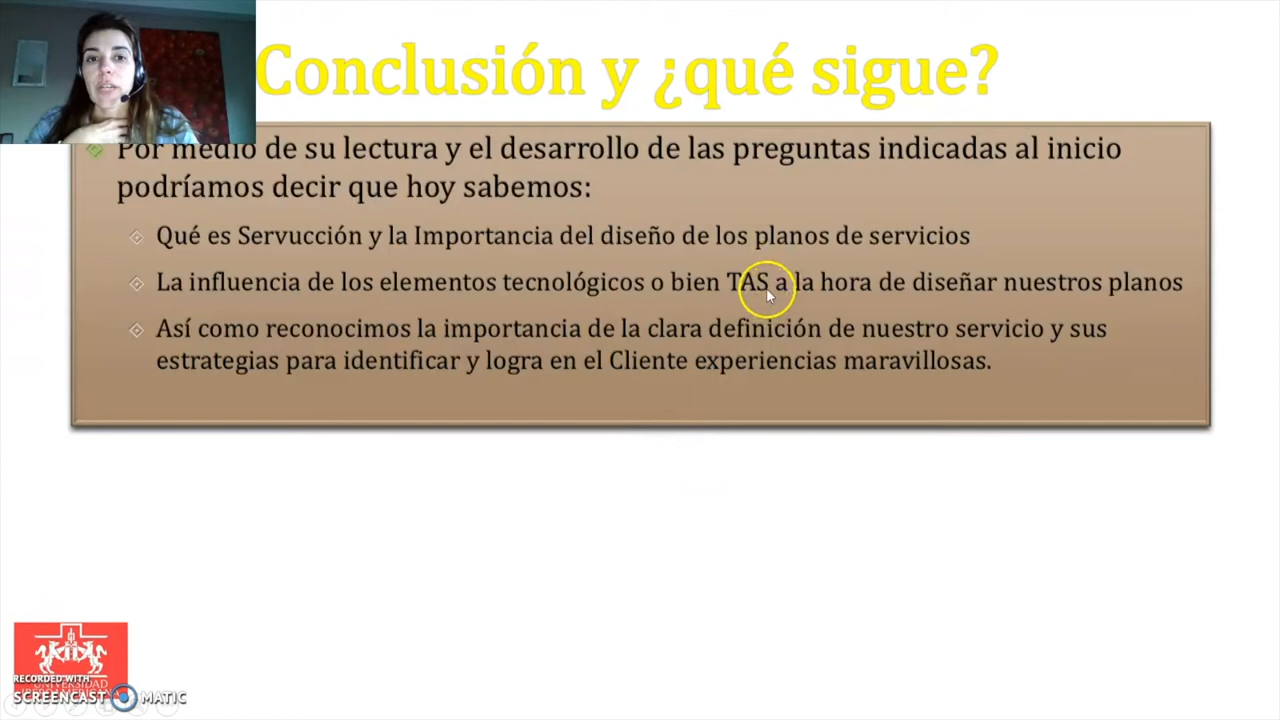 Conclusión y ¿qué sigue?
Por medio de su lectura y el desarrollo de las preguntas indicadas al inicio
podríamos decir que hoy sabemos:
Qué es Servucción y la Importancia del diseño de los planos de servicios
La influencia de los elementos tecnológicos o bien TAS a la hora de diseñar nuestros planos
Así como reconocimos la importancia de la clara definición de nuestro servicio y sus
estrategias para identificar y logra en el Cliente experiencias maravillosas.
UNIVERSIDAD
IBEROAMERICANA
RECORDED WITH
SCREENCAST MATIC